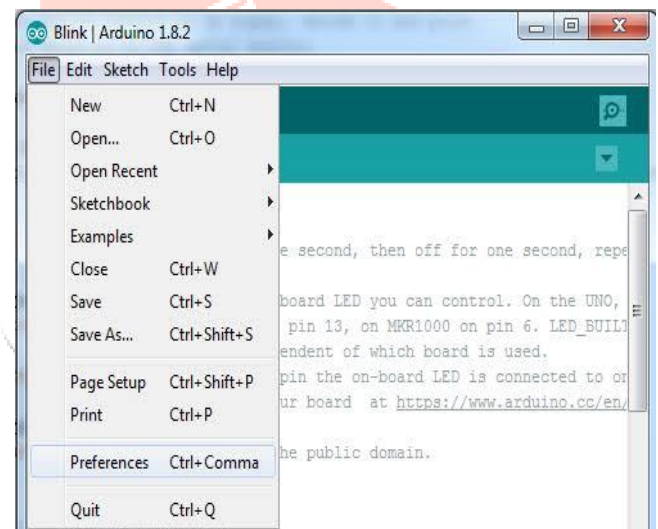 Blink | Arduino 1.8.2
File Edit Sketch Tools Help
New Ctrl+N
Open... Ctrl+O
Open Recent
Sketchbook
Examples
Close Ctrl+W
Save Ctrl+S
Save As... Ctrl+Shift+S
Page Setup Ctrl+Shift+P
Print Ctrl+P
Preferences Ctrl+Comma
Quit Ctrl+Q
e second, then off for one second, repe
board LED you can control. On the UNO,
pin 13, on MKR1000 on pin 6. LED_BUILT
endent of which board is used.
pin the on-board LED is connected to on
ur board at https://www.arduino.cc/en/
he public domain.